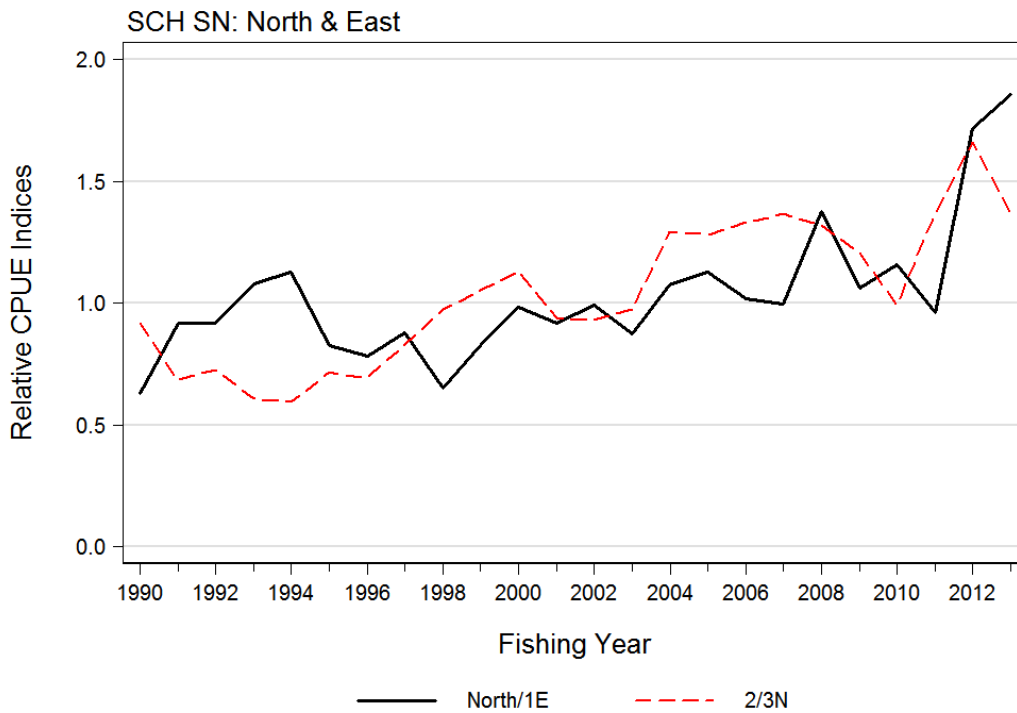 SCH SN: North & East
2.0
1.5
1.0
0.5
0.0
Relative CPUE Indices
1990 1992 1994 1996 1998 2000 2002 2004 2006 2008 2010 2012
Fishing Year
North/1E 2/3N